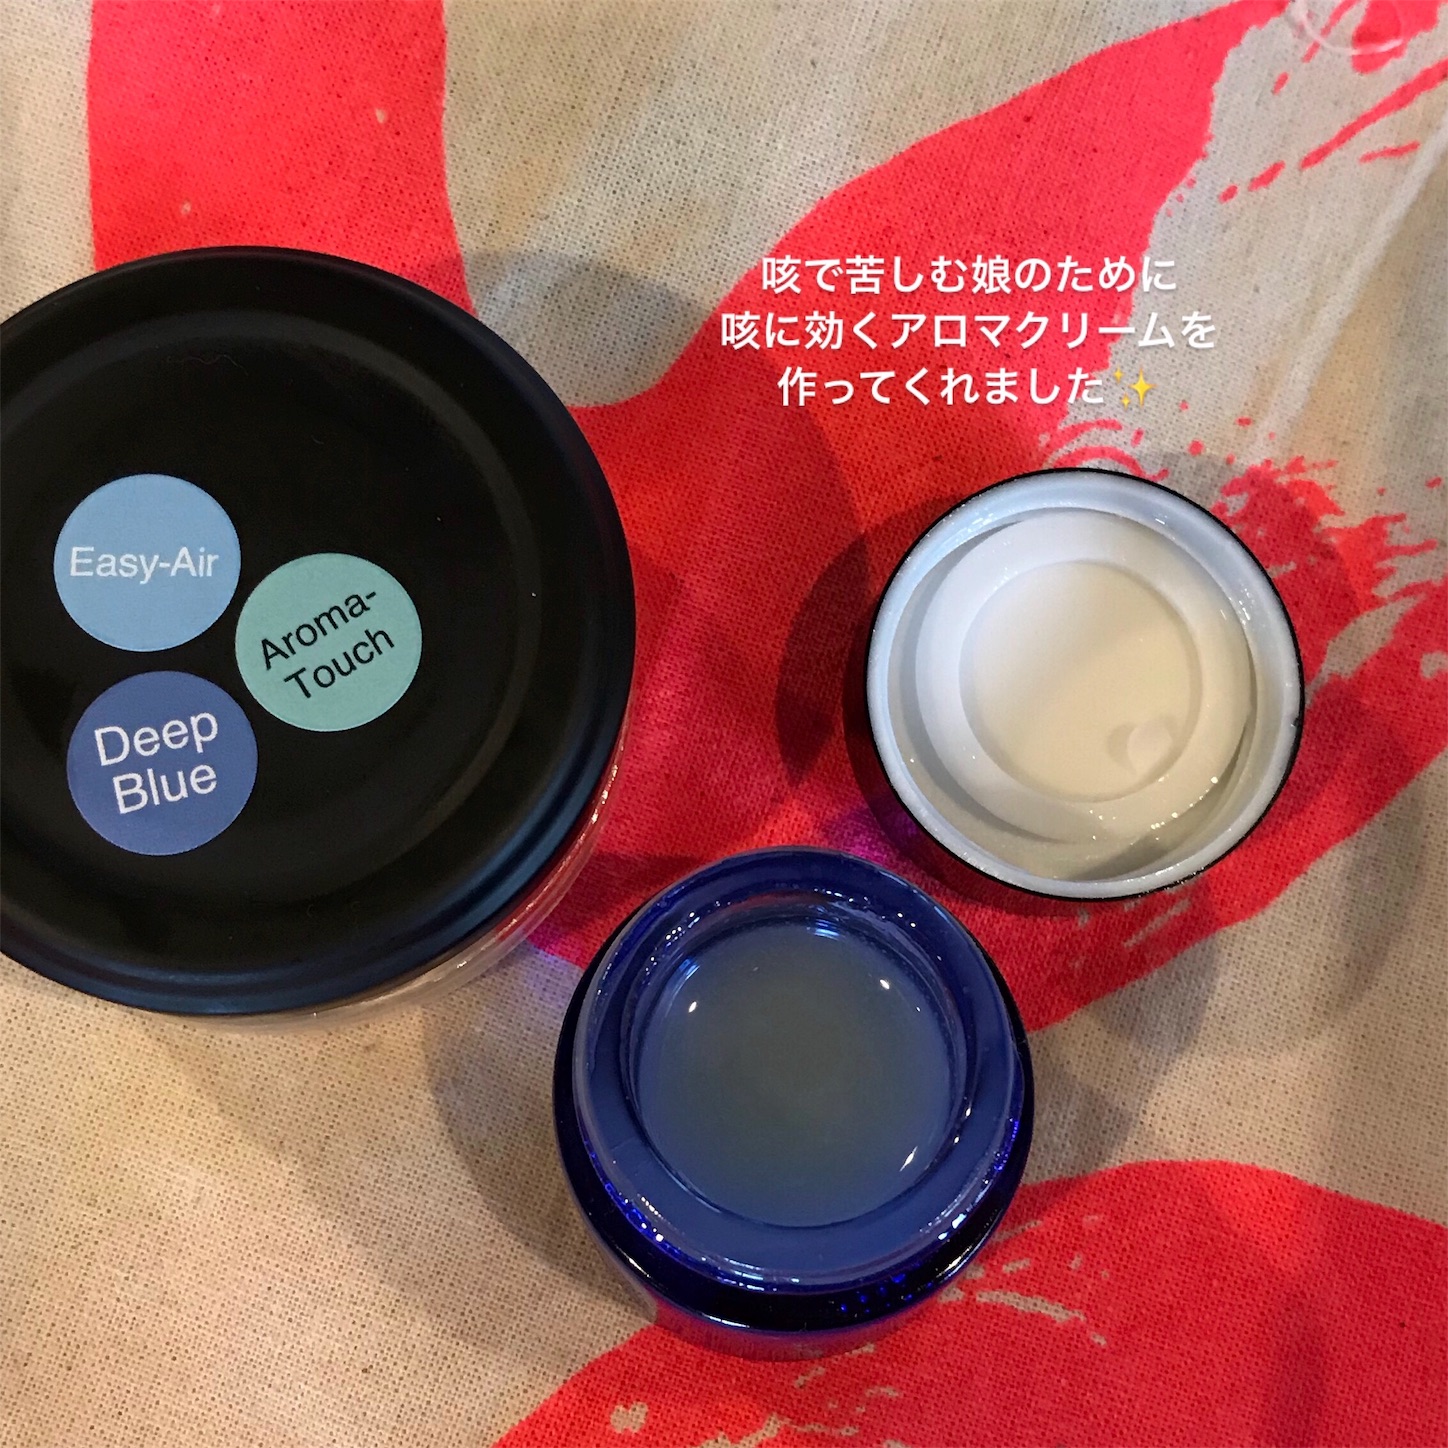 咳で苦しむ娘のために
咳に効くアロマクリームを
作ってくれました✨
Easy-Air
Aroma-
Touch
Deep
Blue